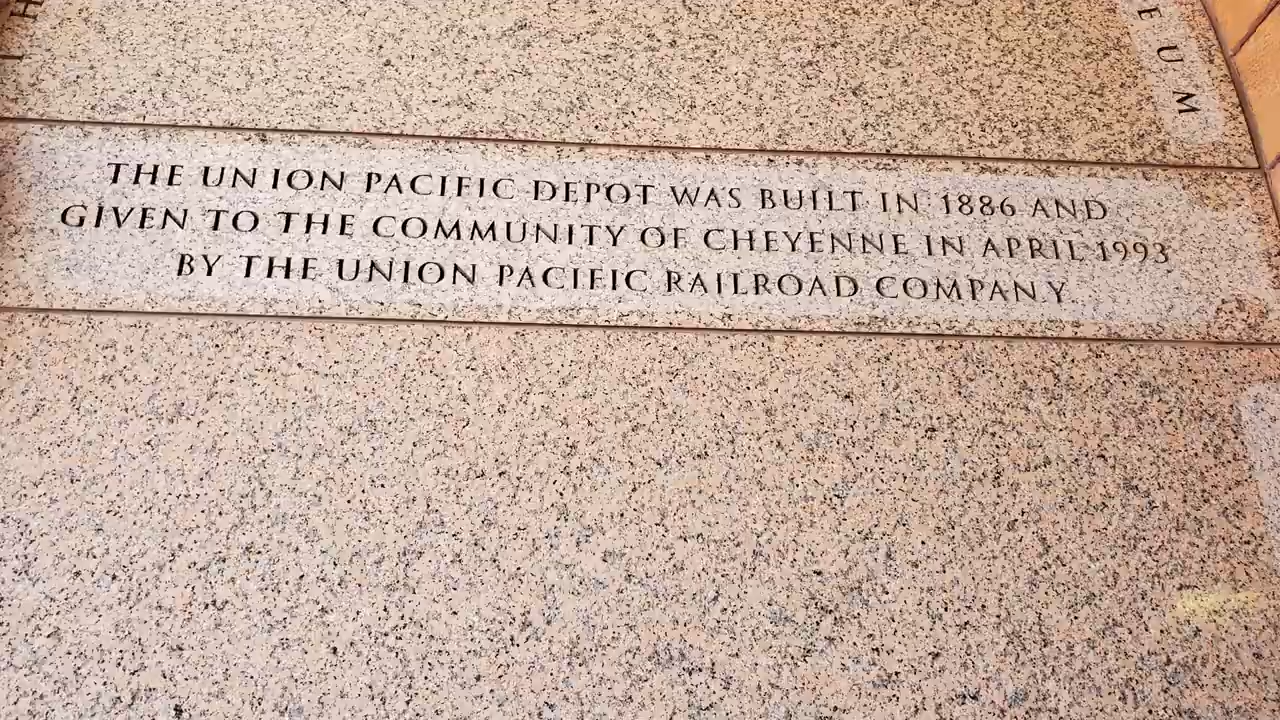 THE UNION PACIFIC DEPOT WAS BUILT IN 1886 AND
GIVEN TO THE COMMUNITY OF CHEYENNE IN APRIL 1993
BY THE UNION PACIFIC RAILROAD COMPANY